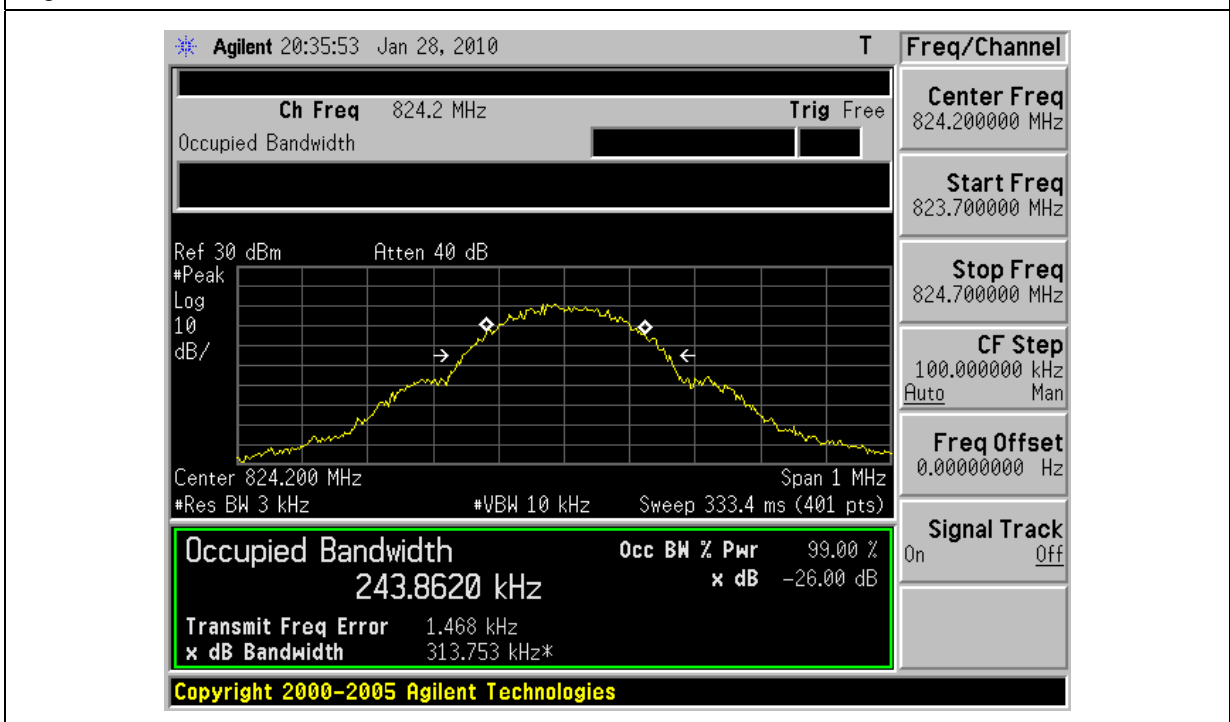 Agilent 20:35:53 Jan 28, 2010 T
Freq/Channel
Ch Freq 824.2 MHz Trig Free
Occupied Bandwidth
Center Freq
824.200000 MHz
Start Freq
823.700000 MHz
Stop Freq
824.700000 MHz
CF Step
100.000000 kHz
Auto Man
Freq Offset
0.00000000 Hz
Signal Track
On Off
Ref 30 dBm Atten 40 dB
#Peak
Log
10
dB/
Center 824.200 MHz Span 1 MHz
#Res BW 3 kHz #VBW 10 kHz Sweep 333.4 ms (401 pts)
Occupied Bandwidth Occ BW % Pwr 99.00 %
243.8620 kHz x dB -26.00 dB
Transmit Freq Error 1.468 kHz
x dB Bandwidth 313.753 kHz*
Copyright 2000-2005 Agilent Technologies